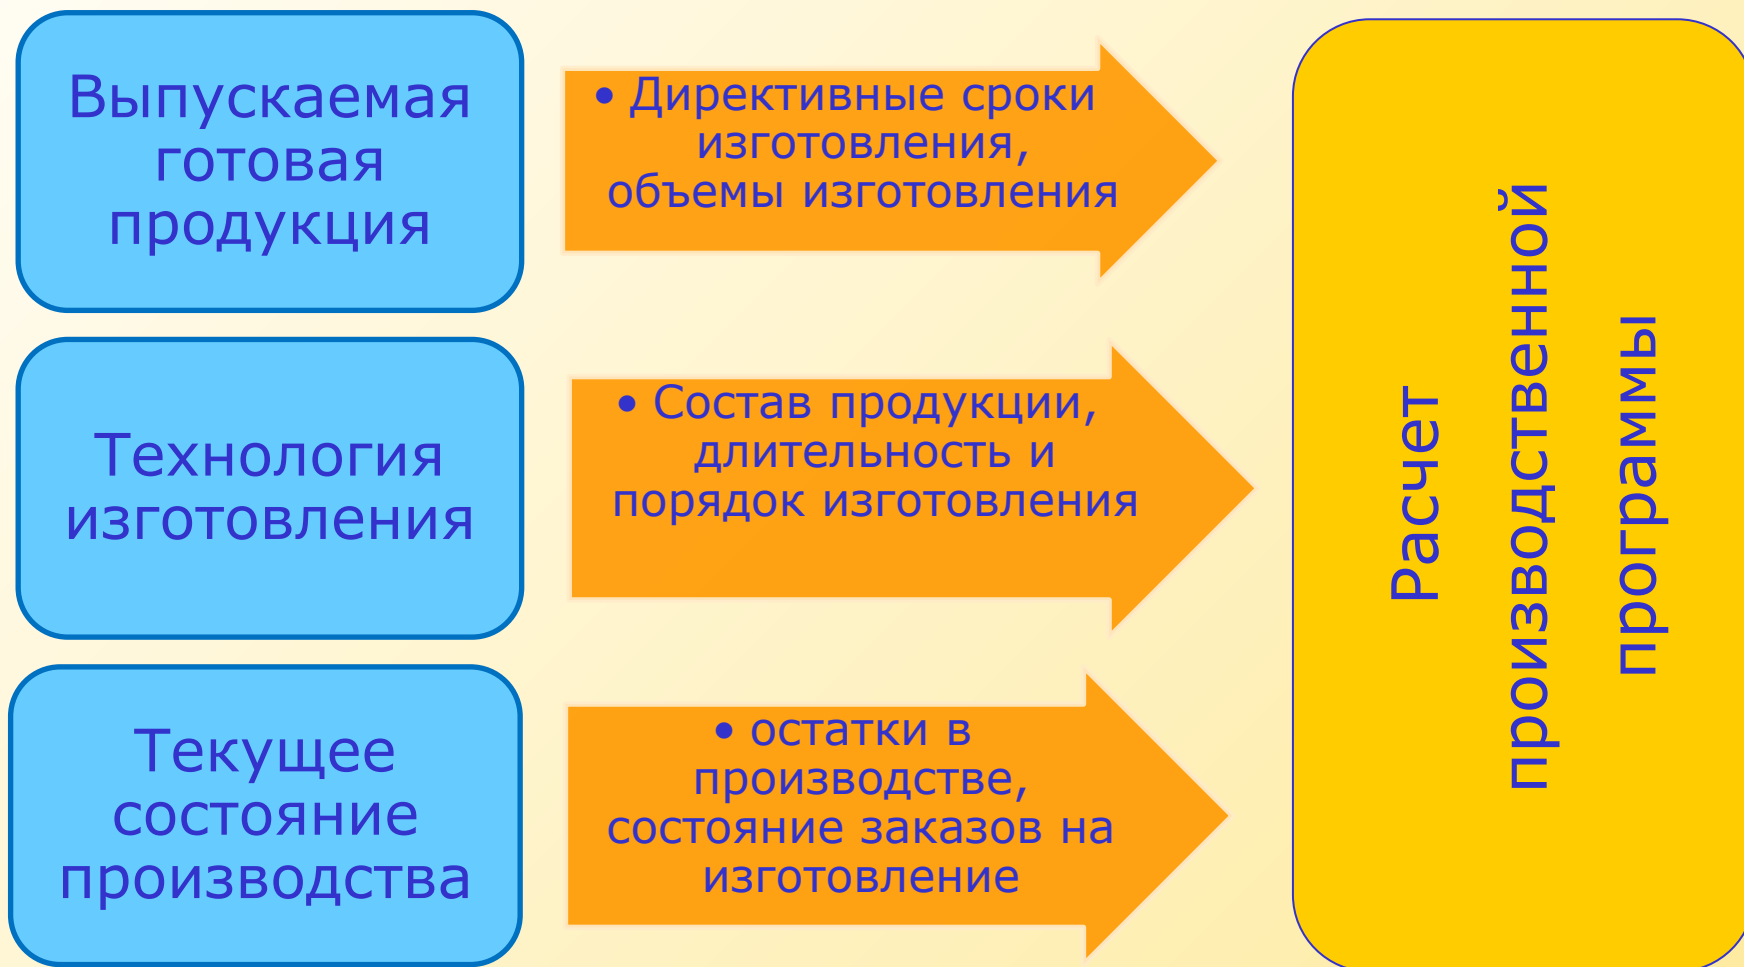 Выпускаемая
готовая
продукция
• Директивные сроки
изготовления,
объемы изготовления
Технология
изготовления
• Состав продукции,
длительность и
порядок изготовления
Текущее
состояние
производства
• остатки в
производстве,
состояние заказов на
изготовление
Расчет
производственной
программы